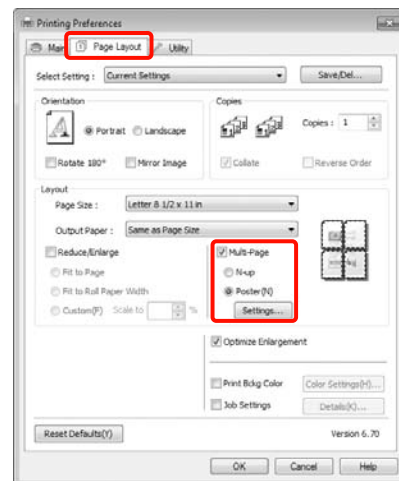 Printing Preferences
Main Page Layout Utility
Select Setting : Current Settings Save/Del...
Orientation Copies
Portrait Landscape Copies : 1
Rotate 180° Mirror Image Collate Reverse Order
Layout
Page Size : Letter 8 1/2 x 11 in
Output Paper : Same as Page Size
Reduce/Enlarge Multi-Page
Fit to Page N-up
Fit to Roll Paper Width Poster(N)
Custom(F) Scale to % Settings...
Optimize Enlargement
Print Bckg Color Color Settings(H)...
Job Settings Details(K)...
Reset Defaults(Y) Version 6.70
OK Cancel Help